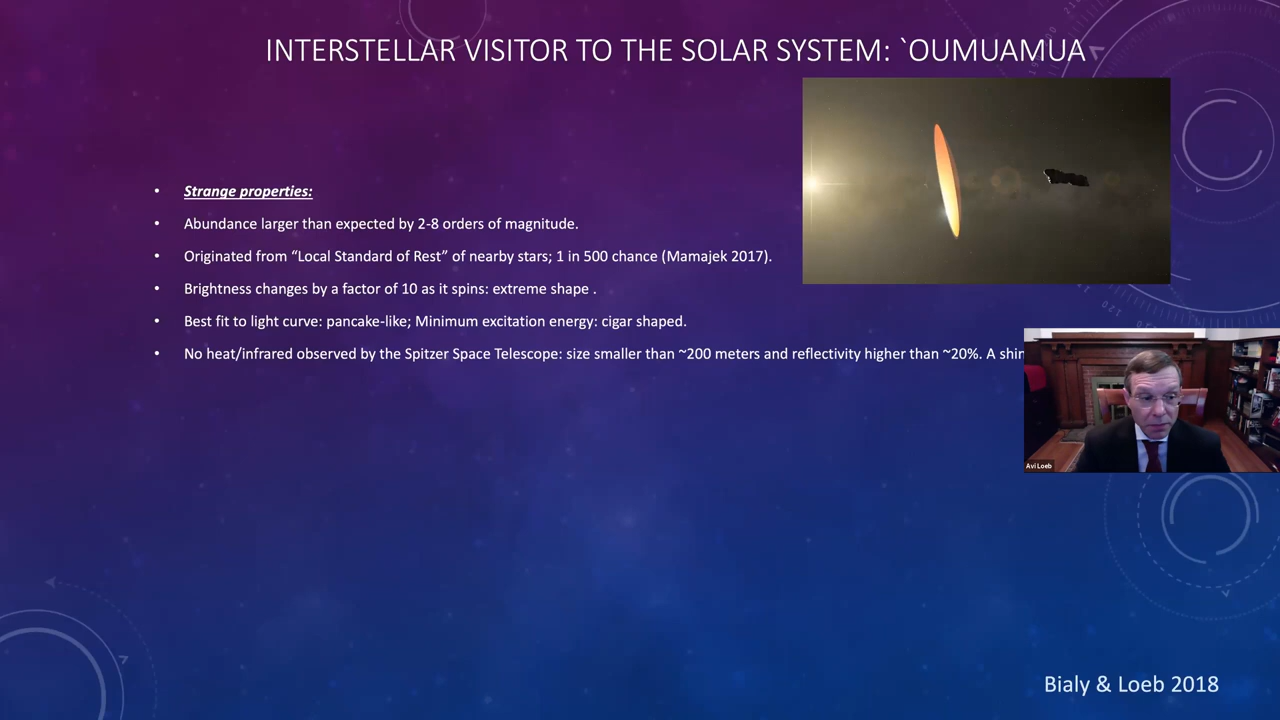 INTERSTELLAR VISITOR TO THE SOLAR SYSTEM: `OUMUAMUA
• Strange properties:
• Abundance larger than expected by 2-8 orders of magnitude.
• Originated from “Local Standard of Rest” of nearby stars; 1 in 500 chance (Mamajek 2017).
• Brightness changes by a factor of 10 as it spins: extreme shape .
• Best fit to light curve: pancake-like; Minimum excitation energy: cigar shaped.
• No heat/infrared observed by the Spitzer Space Telescope: size smaller than ~200 meters and reflectivity higher than ~20%. A
Avi Loeb
Bialy & Loeb 2018